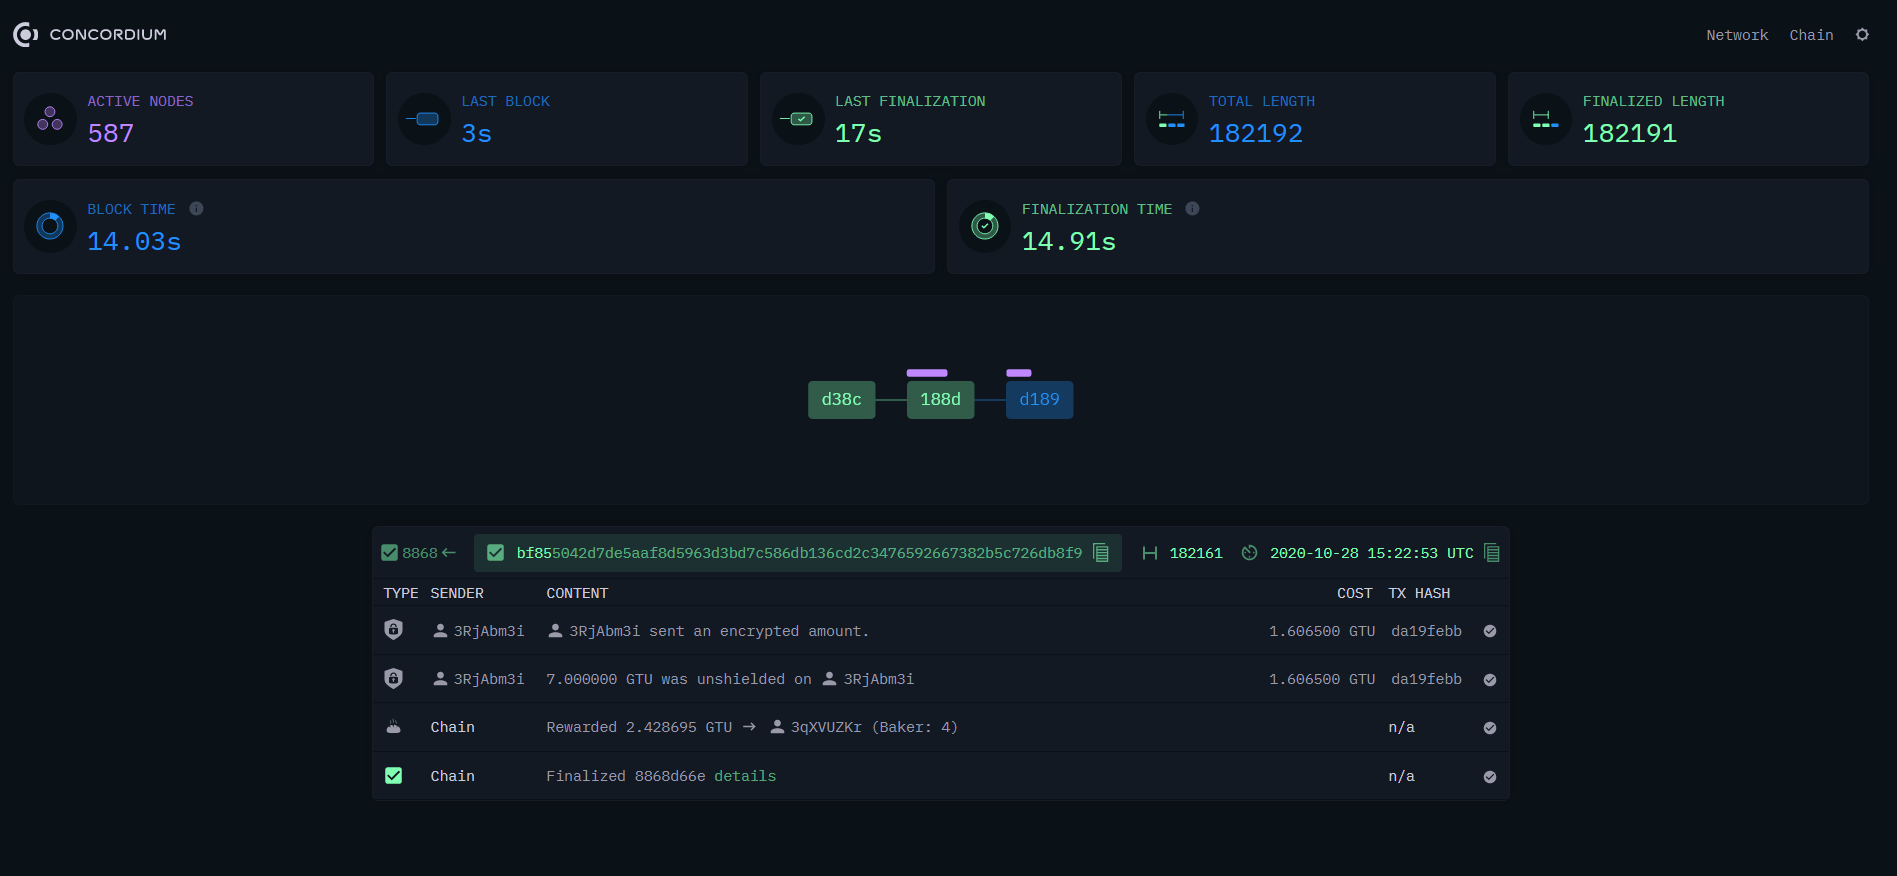 CONCORDIUM
Network Chain
ACTIVE NODES
587
LAST BLOCK
3s
LAST FINALIZATION
17s
TOTAL LENGTH
182192
FINALIZED LENGTH
182191
BLOCK TIME
14.03s
FINALIZATION TIME
14.91s
d38c 188d d189
8868 ← bf855042d7de5aaf8d5963d3bd7c586db136cd2c3476592667382b5c726db8f9 182161 2020-10-28 15:22:53 UTC
TYPE SENDER CONTENT COST TX HASH
3RjAbm3i 3RjAbm3i sent an encrypted amount. 1.606500 GTU da19febb
3RjAbm3i 7.000000 GTU was unshielded on 3RjAbm3i 1.606500 GTU da19febb
Chain Rewarded 2.428695 GTU → 3qXVUZKr (Baker: 4) n/a
Chain Finalized 8868d66e details n/a